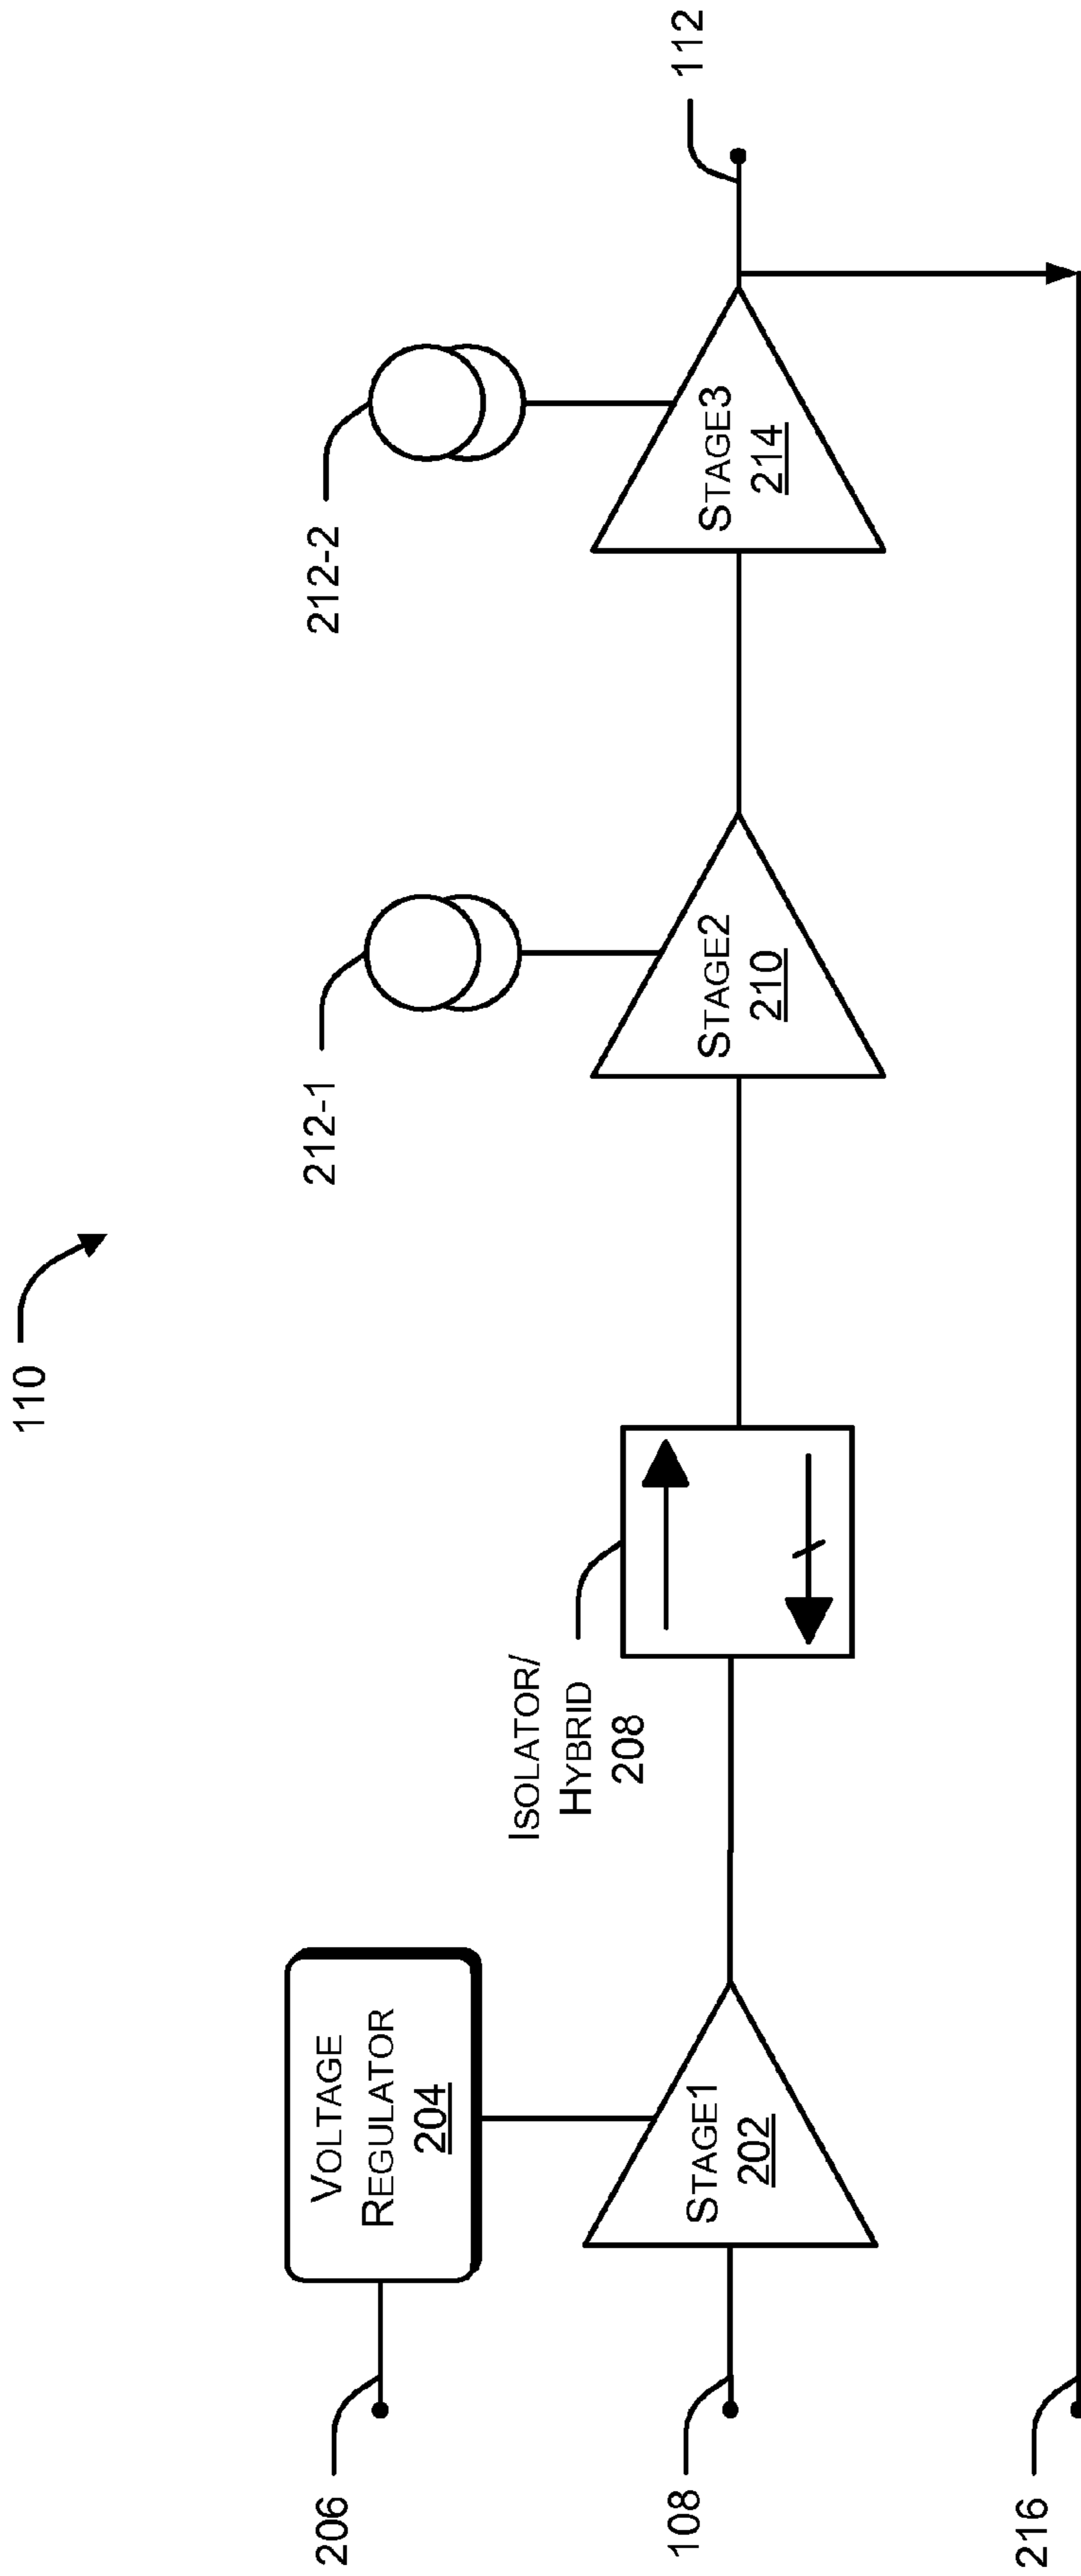 110
212-1
212-2
VOLTAGE
REGULATOR
204
ISOLATOR/
HYBRID
208
206
STAGE1
202
STAGE2
210
STAGE3
214
112
108
216